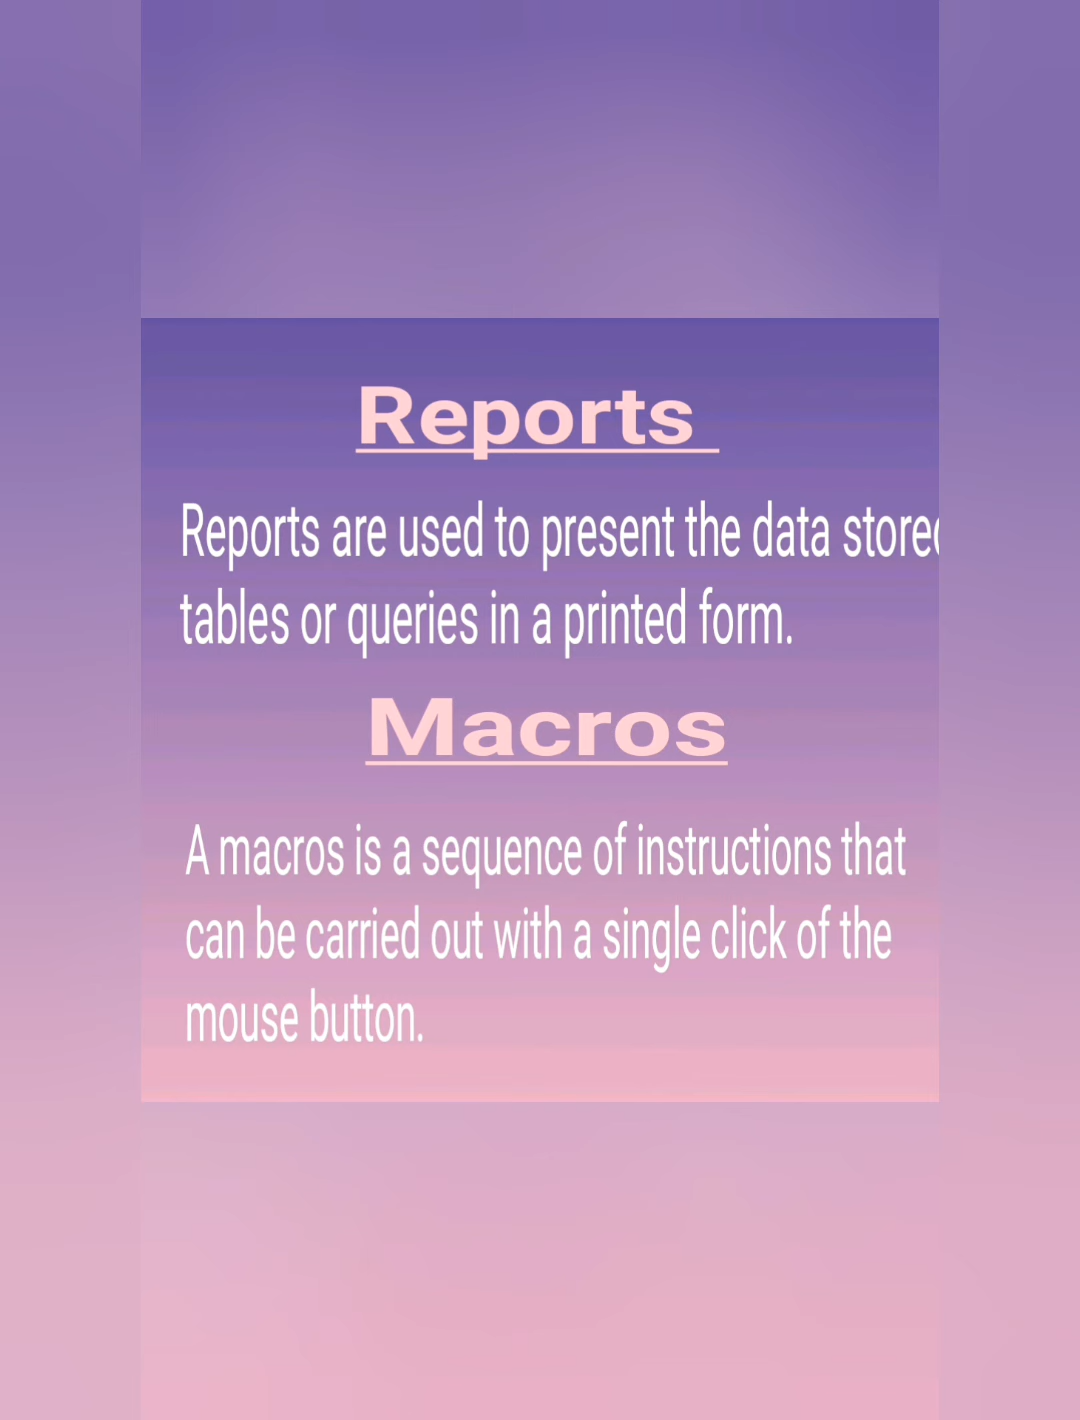 Reports
Reports are used to present the data
tables or queries in a printed form.
Macros
A macros is a sequence of instructions that
can be carried out with a single click of the
mouse button.